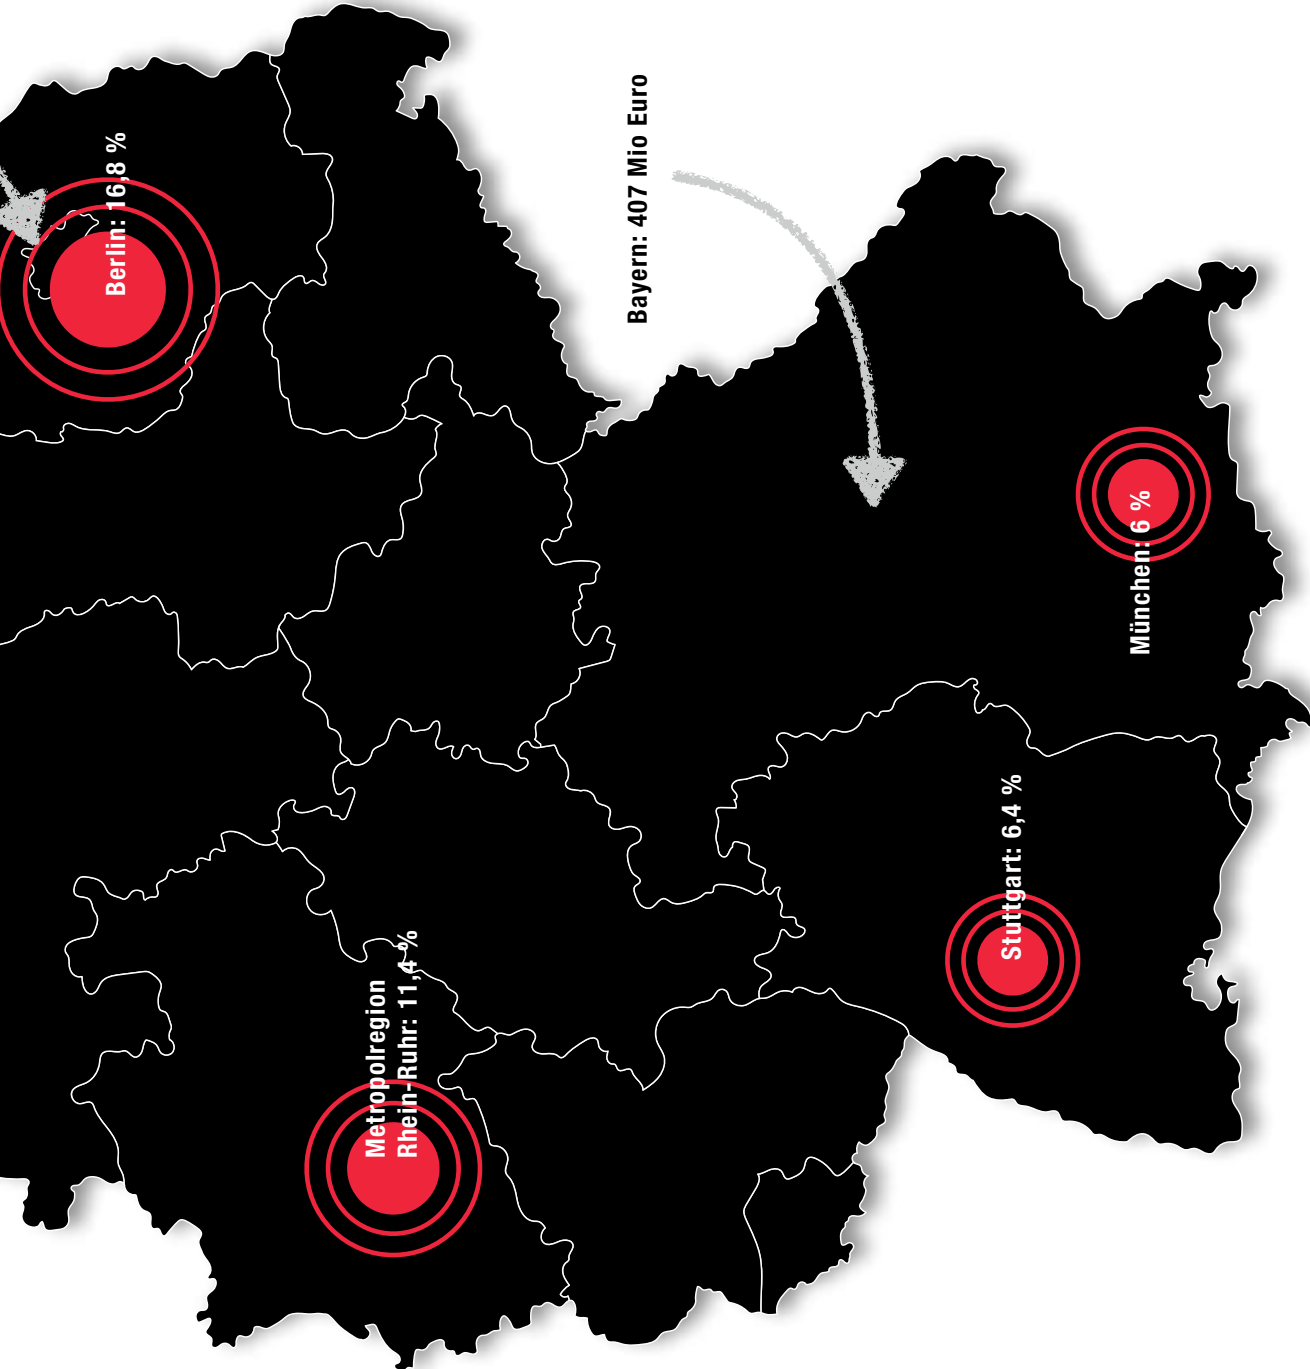 Berlin: 16,8 %
Bayern: 407 Mio Euro
Metropolregion
Rhein-Ruhr: 11,4 %
Stuttgart: 6,4 %
München: 6 %